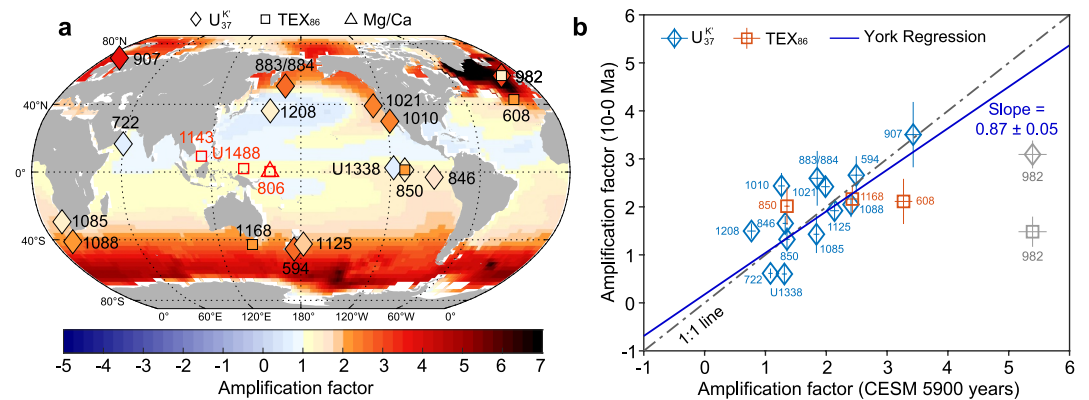 a
U37K' TEX86 Mg/Ca
80°N
40°N
0°
40°S
80°S
0° 60°E 120°E 180° 120°W 60°W 0°
907
883/884
982
1208
1021
1010
608
722
1143
U1488
806
U1338
850
846
1085
1088
1168
594
1125
-5 -4 -3 -2 -1 0 1 2 3 4 5 6 7
Amplification factor
b
U37K' TEX86 York Regression
Slope =
0.87 ± 0.05
907
883/884
594
1010
1021
982
850
1168
608
1088
1208
846
1125
850
1085
982
722
U1338
1:1 line
6
5
4
3
2
1
0
-1
-1 0 1 2 3 4 5 6
Amplification factor (10-0 Ma)
Amplification factor (CESM 5900 years)